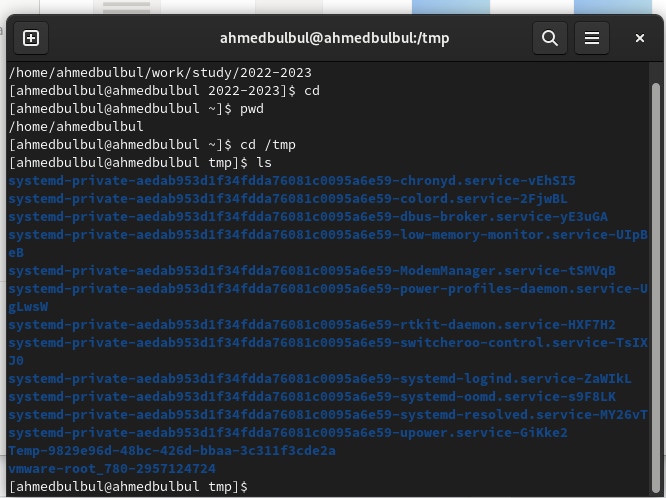 ahmedbulbul@ahmedbulbul:/tmp
/home/ahmedbulbul/work/study/2022-2023
[ahmedbulbul@ahmedbulbul 2022-2023]$ cd
[ahmedbulbul@ahmedbulbul ~]$ pwd
/home/ahmedbulbul
[ahmedbulbul@ahmedbulbul ~]$ cd /tmp
[ahmedbulbul@ahmedbulbul tmp]$ ls
systemd-private-aedab953d1f34fdda76081c0095a6e59-chronyd.service-vEhSI5
systemd-private-aedab953d1f34fdda76081c0095a6e59-colord.service-2FjwBL
systemd-private-aedab953d1f34fdda76081c0095a6e59-dbus-broker.service-yE3uGA
systemd-private-aedab953d1f34fdda76081c0095a6e59-low-memory-monitor.service-UIpB
eB
systemd-private-aedab953d1f34fdda76081c0095a6e59-ModemManager.service-tSMVqB
systemd-private-aedab953d1f34fdda76081c0095a6e59-power-profiles-daemon.service-U
gLwsW
systemd-private-aedab953d1f34fdda76081c0095a6e59-rtkit-daemon.service-HXF7H2
systemd-private-aedab953d1f34fdda76081c0095a6e59-switcheroo-control.service-TsIX
J0
systemd-private-aedab953d1f34fdda76081c0095a6e59-systemd-logind.service-ZaWIkL
systemd-private-aedab953d1f34fdda76081c0095a6e59-systemd-oomd.service-s9F8LK
systemd-private-aedab953d1f34fdda76081c0095a6e59-systemd-resolved.service-MY26vT
systemd-private-aedab953d1f34fdda76081c0095a6e59-upower.service-GiKke2
Temp-9829e96d-48bc-426d-bbaa-3c311f3cde2a
vmware-root_780-2957124724
[ahmedbulbul@ahmedbulbul tmp]$